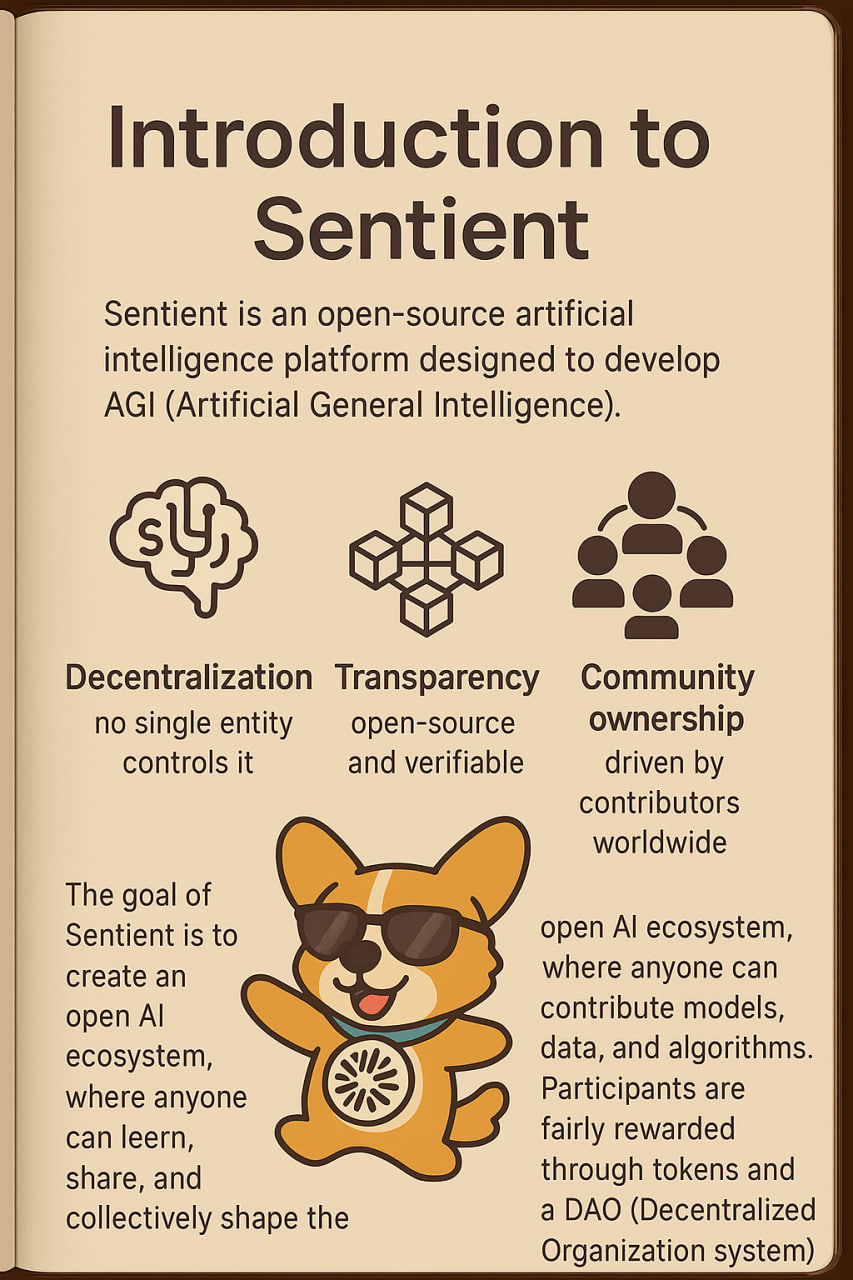 Introduction to
Sentient
Sentient is an open-source artificial
intelligence platform designed to develop
AGI (Artificial General Intelligence).
Decentralization
no single entity
controls it
Transparency
open-source
and verifiable
Community
ownership
driven by
contributors
worldwide
The goal of
Sentient is to
create an
open AI
ecosystem,
where anyone
can leern,
share, and
collectively shape the
open AI ecosystem,
where anyone can
contribute models,
data, and algorithms.
Participants are
fairly rewarded
through tokens and
a DAO (Decentralized
Organization system)